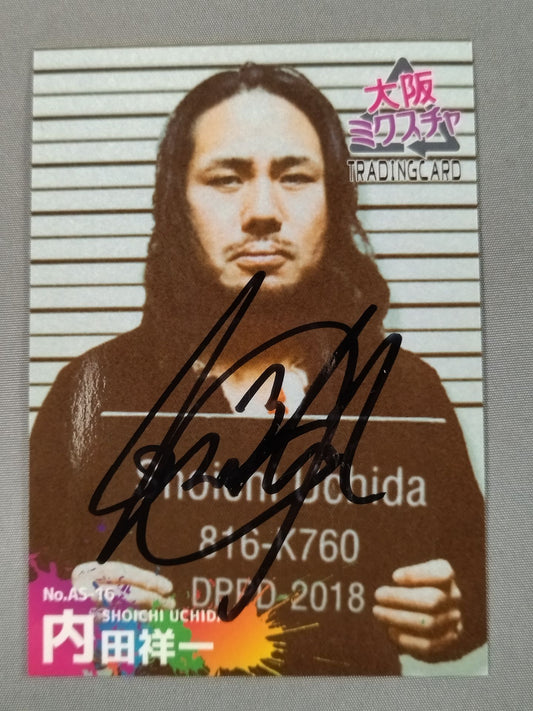 大阪
ミクスチャ
TRADINGCARD
Shoichi Uchida
816-K760
DPPD-2018
No.AS-16
SHOICHI UCHIDA
内田祥一